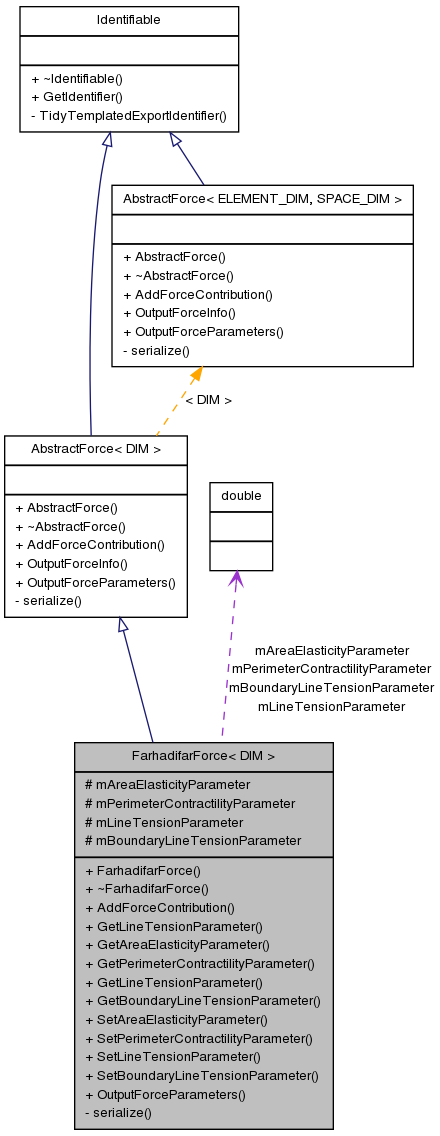 Identifiable
+ ~Identifiable()
+ GetIdentifier()
- TidyTemplatedExportIdentifier()
AbstractForce< ELEMENT_DIM, SPACE_DIM >
+ AbstractForce()
+ ~AbstractForce()
+ AddForceContribution()
+ OutputForceInfo()
+ OutputForceParameters()
- serialize()
< DIM >
AbstractForce< DIM >
+ AbstractForce()
+ ~AbstractForce()
+ AddForceContribution()
+ OutputForceInfo()
+ OutputForceParameters()
- serialize()
double
mAreaElasticityParameter
mPerimeterContractilityParameter
mBoundaryLineTensionParameter
mLineTensionParameter
FarhadifarForce< DIM >
# mAreaElasticityParameter
# mPerimeterContractilityParameter
# mLineTensionParameter
# mBoundaryLineTensionParameter
+ FarhadifarForce()
+ ~FarhadifarForce()
+ AddForceContribution()
+ GetLineTensionParameter()
+ GetAreaElasticityParameter()
+ GetPerimeterContractilityParameter()
+ GetLineTensionParameter()
+ GetBoundaryLineTensionParameter()
+ SetAreaElasticityParameter()
+ SetPerimeterContractilityParameter()
+ SetLineTensionParameter()
+ SetBoundaryLineTensionParameter()
+ OutputForceParameters()
- serialize()